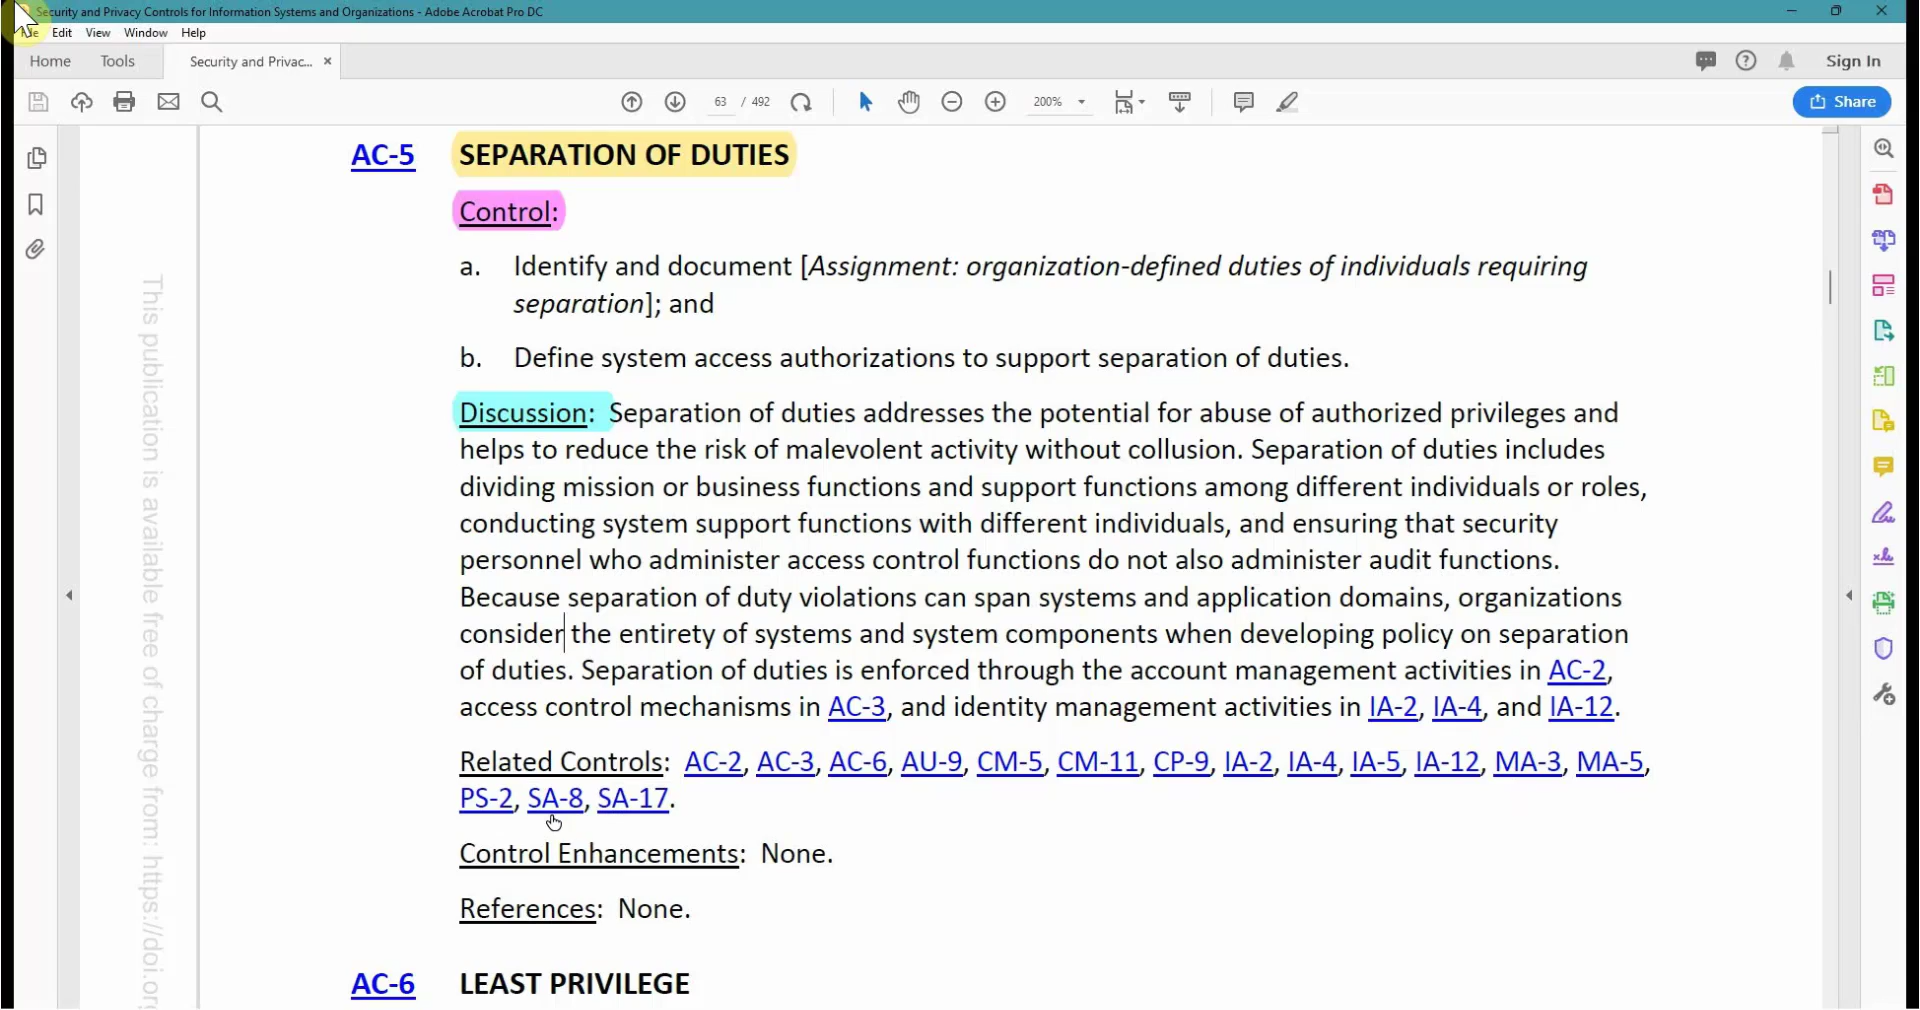 Security and Privacy Controls for Information Systems and Organizations - Adobe Acrobat Pro DC
File Edit View Window Help
Home Tools Security and Privac... × Sign In
63 / 492 200% Share
AC-5 SEPARATION OF DUTIES
Control:
a. Identify and document [Assignment: organization-defined duties of individuals requiring
separation]; and
b. Define system access authorizations to support separation of duties.
Discussion: Separation of duties addresses the potential for abuse of authorized privileges and
helps to reduce the risk of malevolent activity without collusion. Separation of duties includes
dividing mission or business functions and support functions among different individuals or roles,
conducting system support functions with different individuals, and ensuring that security
personnel who administer access control functions do not also administer audit functions.
Because separation of duty violations can span systems and application domains, organizations
consider the entirety of systems and system components when developing policy on separation
of duties. Separation of duties is enforced through the account management activities in AC-2,
access control mechanisms in AC-3, and identity management activities in IA-2, IA-4, and IA-12.
Related Controls: AC-2, AC-3, AC-6, AU-9, CM-5, CM-11, CP-9, IA-2, IA-4, IA-5, IA-12, MA-3, MA-5,
PS-2, SA-8, SA-17.
Control Enhancements: None.
References: None.
AC-6 LEAST PRIVILEGE
This publication is available free of charge from: https://doi.org